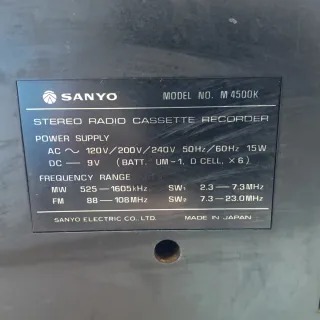 SANYO MODEL NO. M 4500K
STEREO RADIO CASSETTE RECORDER
POWER SUPPLY
AC ~ 120V/200V/240V 50Hz/60Hz 15W
DC — 9V (BATT. UM-1, D CELL, × 6)
FREQUENCY RANGE
MW 525—1605kHz SW1 2.3—7.3MHz
FM 88—108MHz SW2 7.3—23.0MHz
SANYO ELECTRIC CO. LTD. MADE IN JAPAN